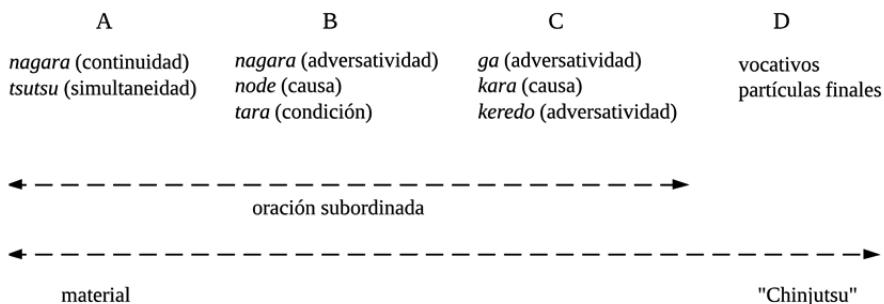 A B C D
nagara (continuidad) nagara (adversatividad) ga (adversatividad) vocativos
tsutsu (simultaneidad) node (causa) kara (causa) partículas finales
tara (condición) keredo (adversatividad)
oración subordinada
material "Chinjutsu"